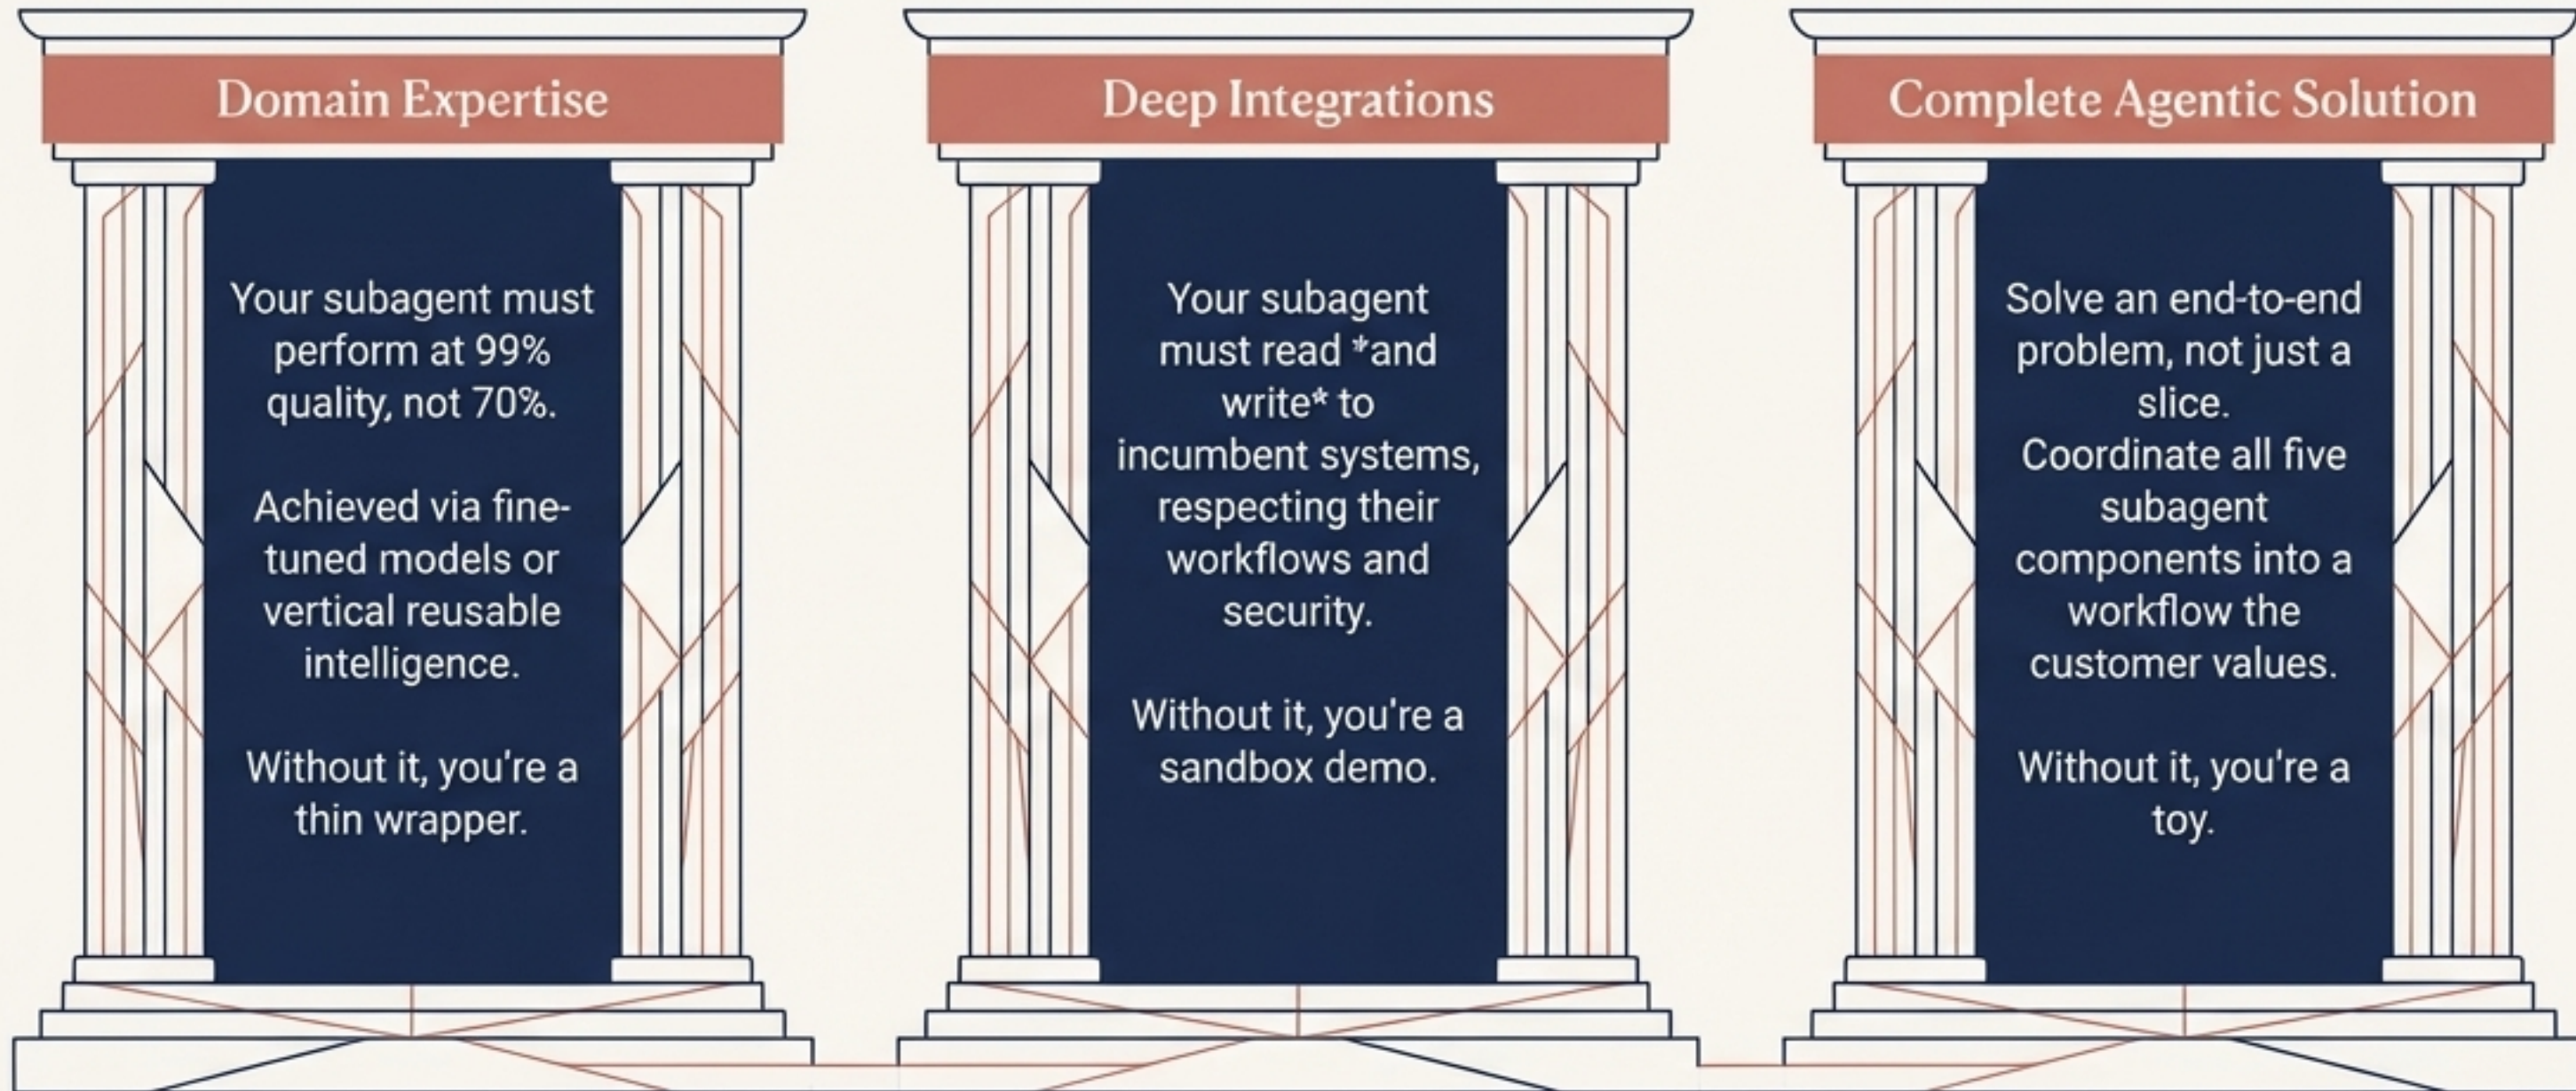 Domain Expertise
Your subagent must
perform at 99%
quality, not 70%.
Achieved via fine-
tuned models or
vertical reusable
intelligence.
Without it, you're a
thin wrapper.
Deep Integrations
Your subagent
must read *and
write* to
incumbent systems,
respecting their
workflows and
security.
Without it, you're a
sandbox demo.
Complete Agentic Solution
Solve an end-to-end
problem, not just a
slice.
Coordinate all five
subagent
components into a
workflow the
customer values.
Without it, you're a
toy.